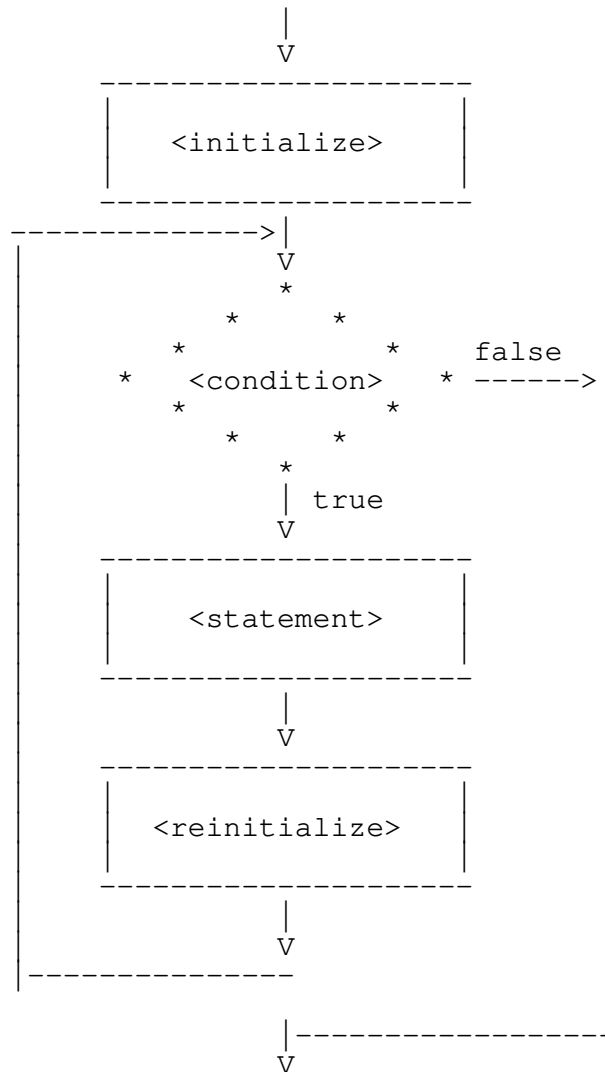 <initialize>
false
<condition>
true
<statement>
<reinitialize>